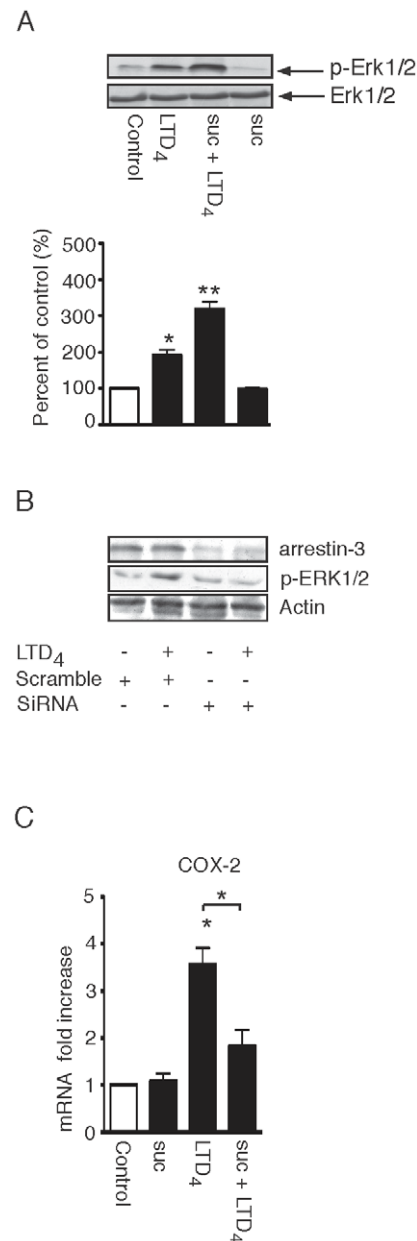 A
p-Erk1/2
Erk1/2
Control
LTD4
suc + LTD4
suc
Percent of control (%)
500
400
300
200
100
0
*
**
B
arrestin-3
p-ERK1/2
Actin
LTD4 - + - +
Scramble + + - -
SiRNA - - + +
C
COX-2
mRNA fold increase
5
4
3
2
1
0
*
*
Control
suc
LTD4
suc + LTD4